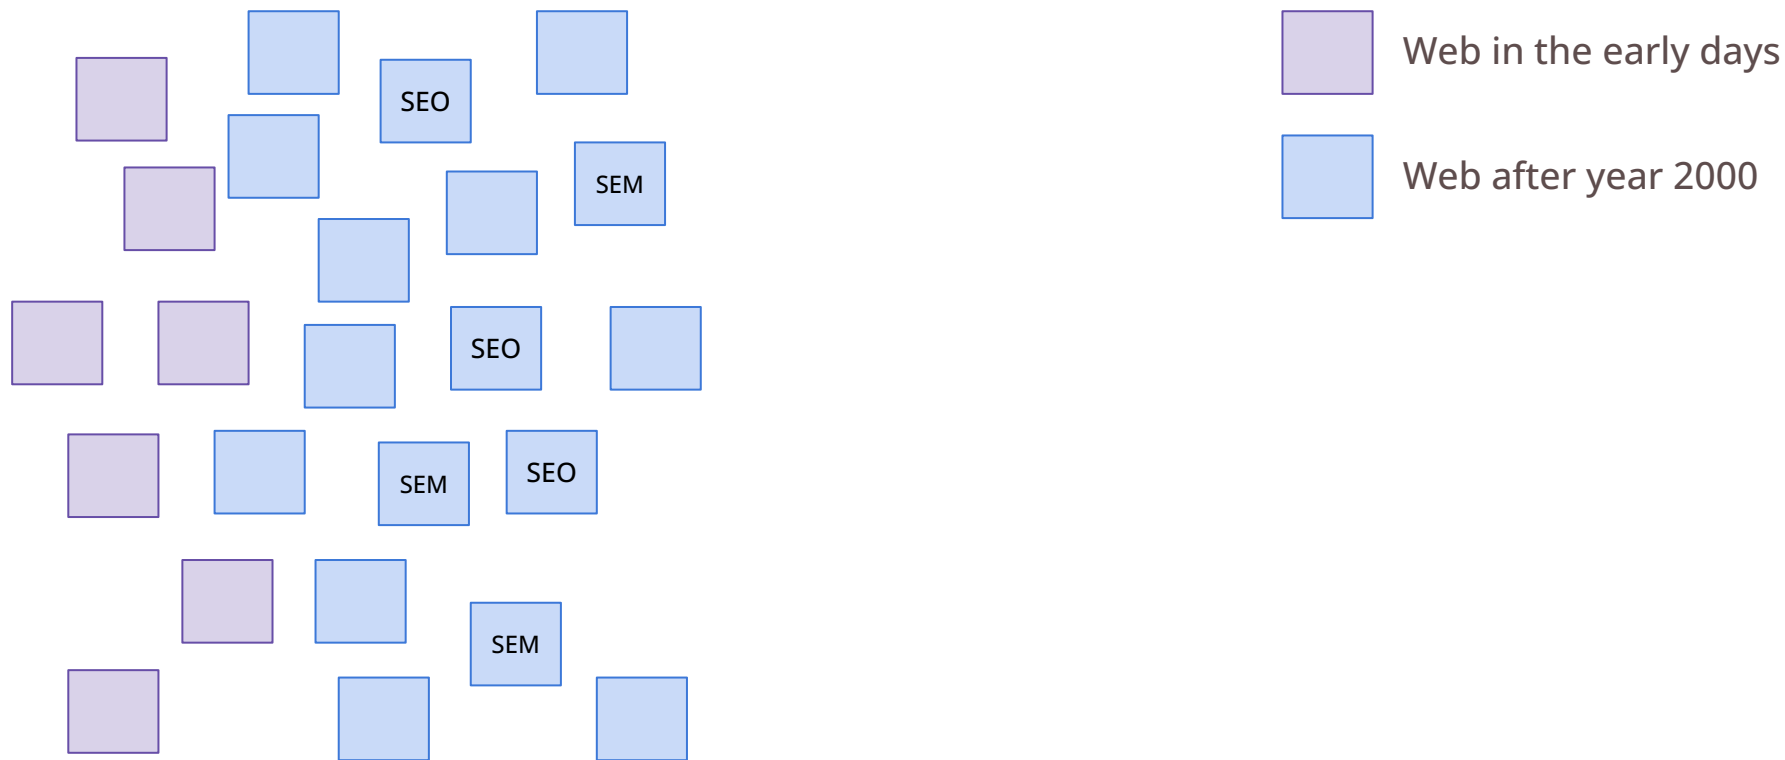 SEO
SEM
SEO
SEM
SEO
SEM
Web in the early days
Web after year 2000